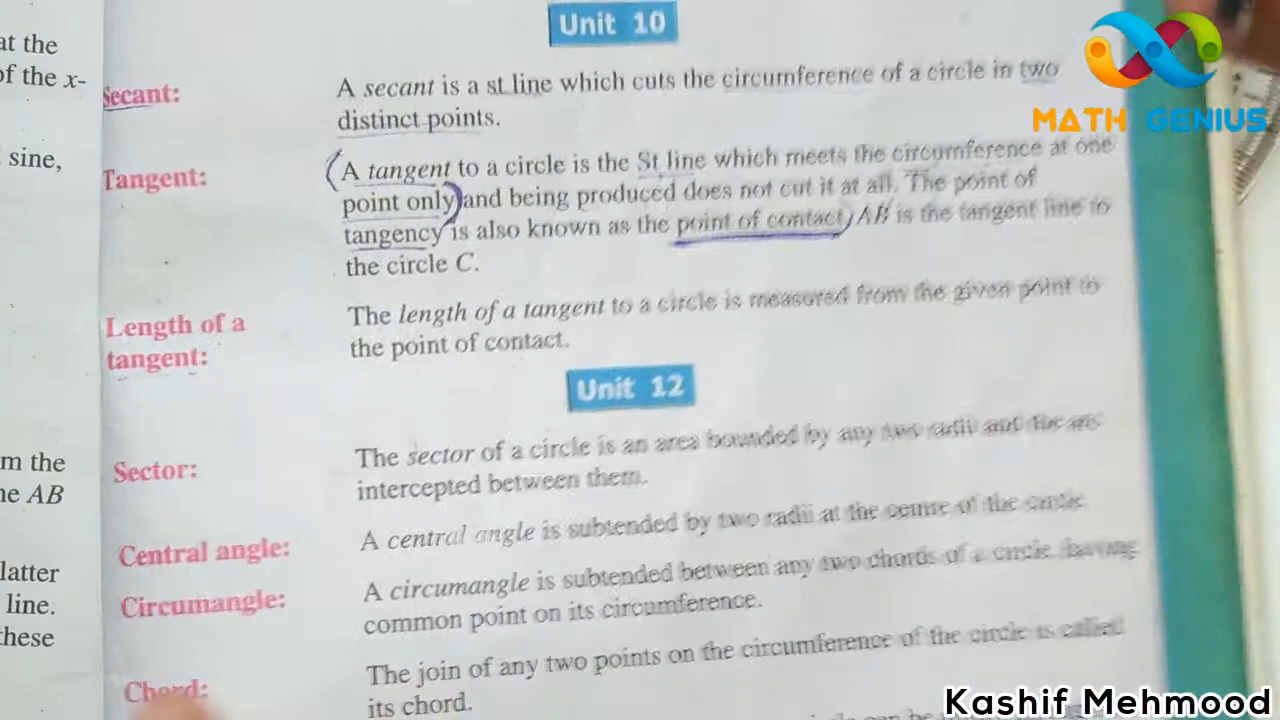 Unit 10
at the
of the x-
Secant:
A secant is a st line which cuts the circumference of a circle in two
distinct points.
MATH GENIUS
sine,
Tangent:
A tangent to a circle is the St line which meets the circumference at one
point only and being produced does not cut it at all. The point of
tangency is also known as the point of contact, AB is the tangent line to
the circle C.
Length of a
tangent:
The length of a tangent to a circle is measured from the given point to
the point of contact.
Unit 12
m the
ne AB
Sector:
The sector of a circle is an area bounded by any two radii and the arc
intercepted between them.
Central angle:
A central angle is subtended by two radii at the centre of the circle.
latter
line.
these
Circumangle:
A circumangle is subtended between any two chords of a circle having
common point on its circumference.
Chord:
The join of any two points on the circumference of the circle is called
its chord.
can be
Kashif Mehmood